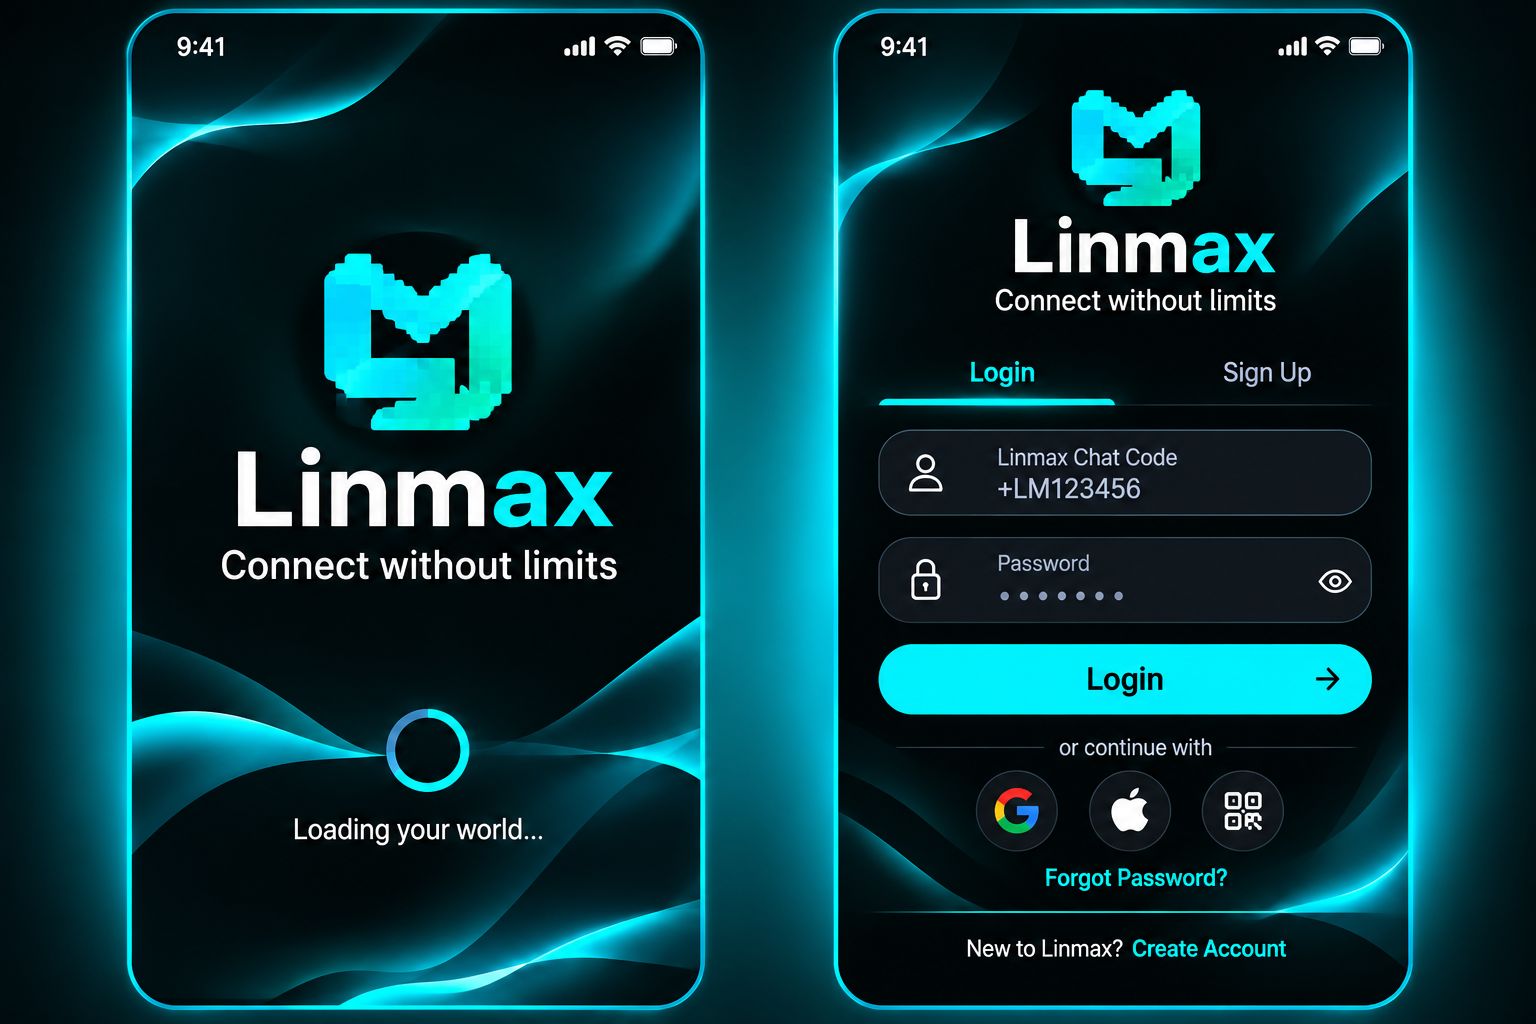 9:41
Linmax
Connect without limits
Loading your world...
9:41
Linmax
Connect without limits
Login
Sign Up
Linmax Chat Code
+LM123456
Password
Login
or continue with
Forgot Password?
New to Linmax? Create Account